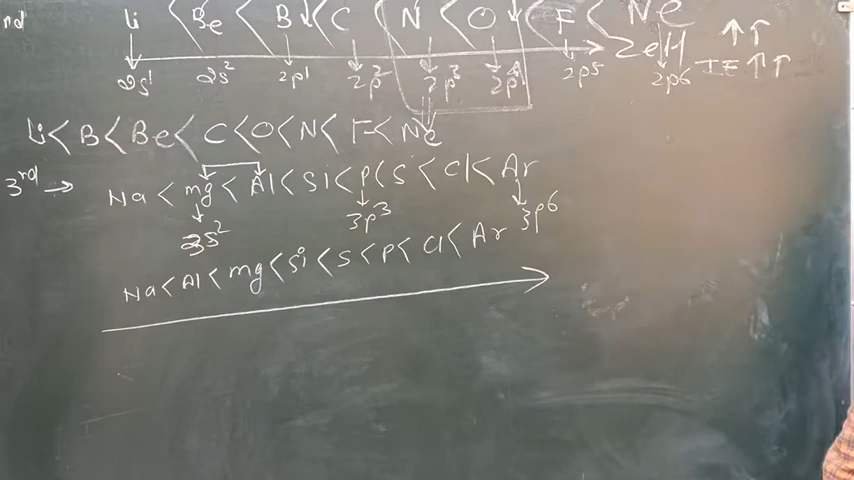 nd Li < Be < B < C < N < O < F < Ne
Zeff ↑↑
2s¹ 2s² 2p¹ 2p² 2p³ 2p⁴ 2p⁵ 2p⁶ IE ↑↑
Li < B < Be < C < O < N < F < Ne
3rd → Na < mg < Al < Si < P < S < Cl < Ar
3s² 3p³ 3p⁶
Na < Al < mg < Si < S < P < Cl < Ar